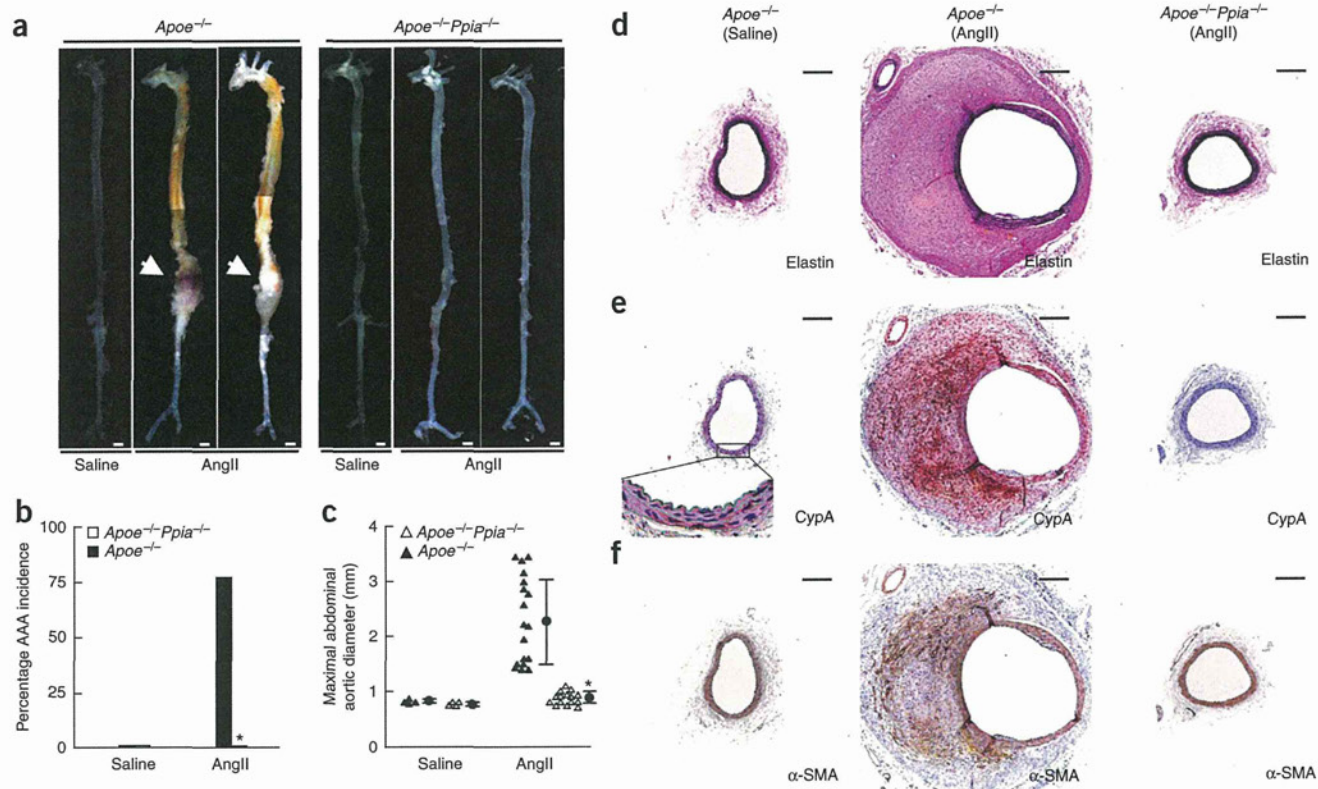 a
Apoe−/−
Apoe−/−Ppia−/−
Saline
AngII
Saline
AngII
b
Percentage AAA incidence
100
75
50
25
0
Apoe−/−Ppia−/−
Apoe−/−
*
Saline
AngII
c
Maximal abdominal
aortic diameter (mm)
4
3
2
1
0
Apoe−/−Ppia−/−
Apoe−/−
*
Saline
AngII
d
Apoe−/−
(Saline)
Apoe−/−
(AngII)
Apoe−/−Ppia−/−
(AngII)
Elastin
Elastin
Elastin
e
CypA
CypA
CypA
f
α-SMA
α-SMA
α-SMA